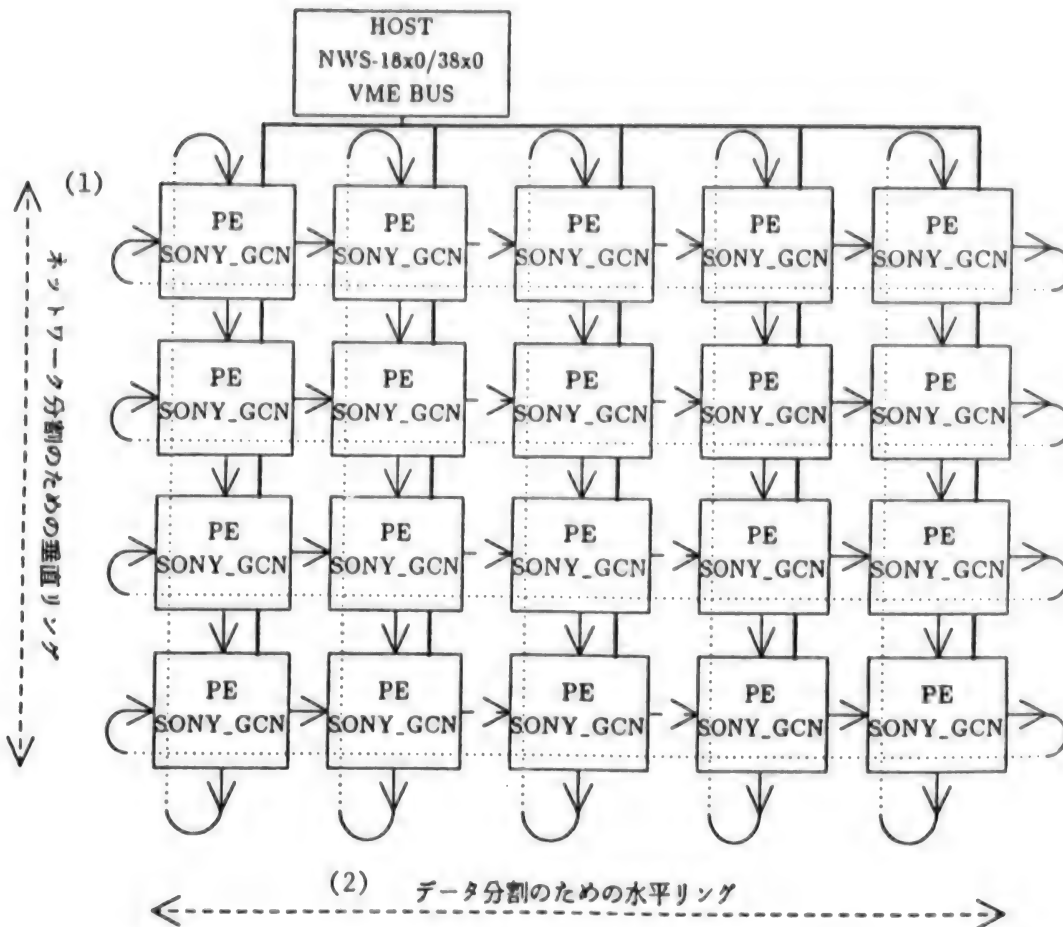 HOST
NWS-18x0/38x0
VME BUS
(1)
ネットワーク分割のための垂直リング
PE PE PE PE PE
SONY_GCN SONY_GCN SONY_GCN SONY_GCN SONY_GCN
PE PE PE PE PE
SONY_GCN SONY_GCN SONY_GCN SONY_GCN SONY_GCN
PE PE PE PE PE
SONY_GCN SONY_GCN SONY_GCN SONY_GCN SONY_GCN
PE PE PE PE PE
SONY_GCN SONY_GCN SONY_GCN SONY_GCN SONY_GCN
(2) データ分割のための水平リング